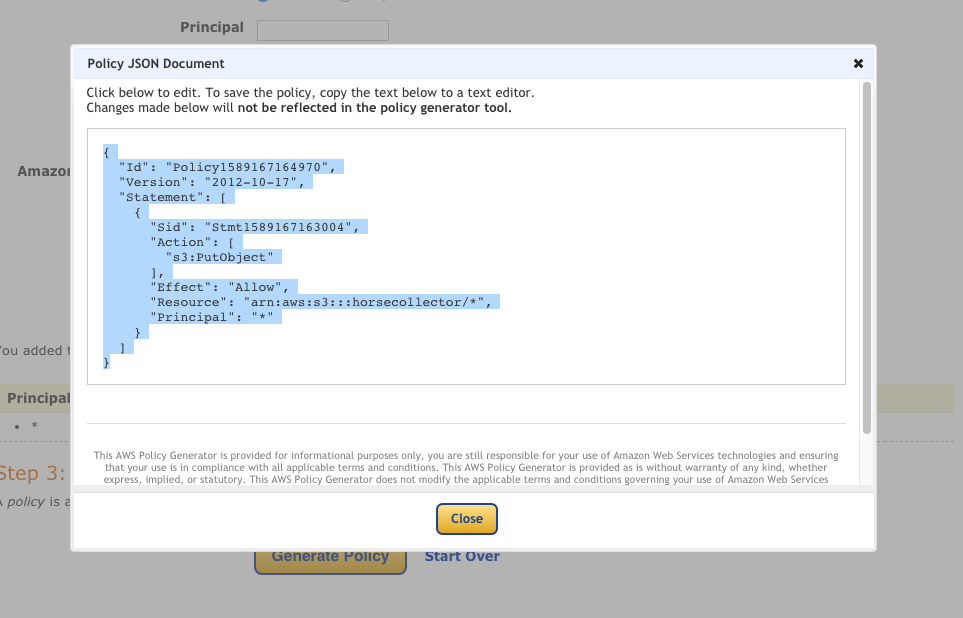 Principal
Policy JSON Document
Click below to edit. To save the policy, copy the text below to a text editor.
Changes made below will not be reflected in the policy generator tool.
{
"Id": "Policy1589167164970",
"Version": "2012-10-17",
"Statement": [
{
"Sid": "Stmt1589167163004",
"Action": [
"s3:PutObject"
],
"Effect": "Allow",
"Resource": "arn:aws:s3:::horsecollector/*",
"Principal": "*"
}
]
}
Amazon
You added t
Principal
• *
Step 3:
A policy is a
This AWS Policy Generator is provided for informational purposes only, you are still responsible for your use of Amazon Web Services technologies and ensuring
that your use is in compliance with all applicable terms and conditions. This AWS Policy Generator is provided as is without warranty of any kind, whether
express, implied, or statutory. This AWS Policy Generator does not modify the applicable terms and conditions governing your use of Amazon Web Services
Close
Generate Policy
Start Over